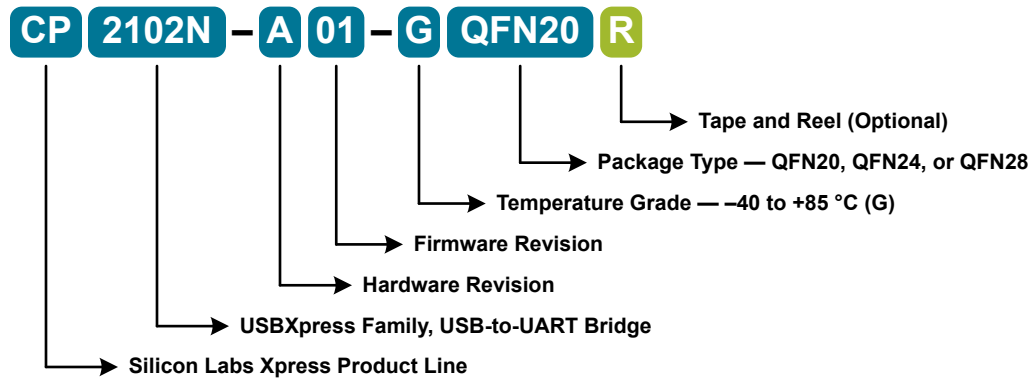 CP 2102N – A 01 – G QFN20 R
Tape and Reel (Optional)
Package Type — QFN20, QFN24, or QFN28
Temperature Grade — –40 to +85 °C (G)
Firmware Revision
Hardware Revision
USBXpress Family, USB-to-UART Bridge
Silicon Labs Xpress Product Line